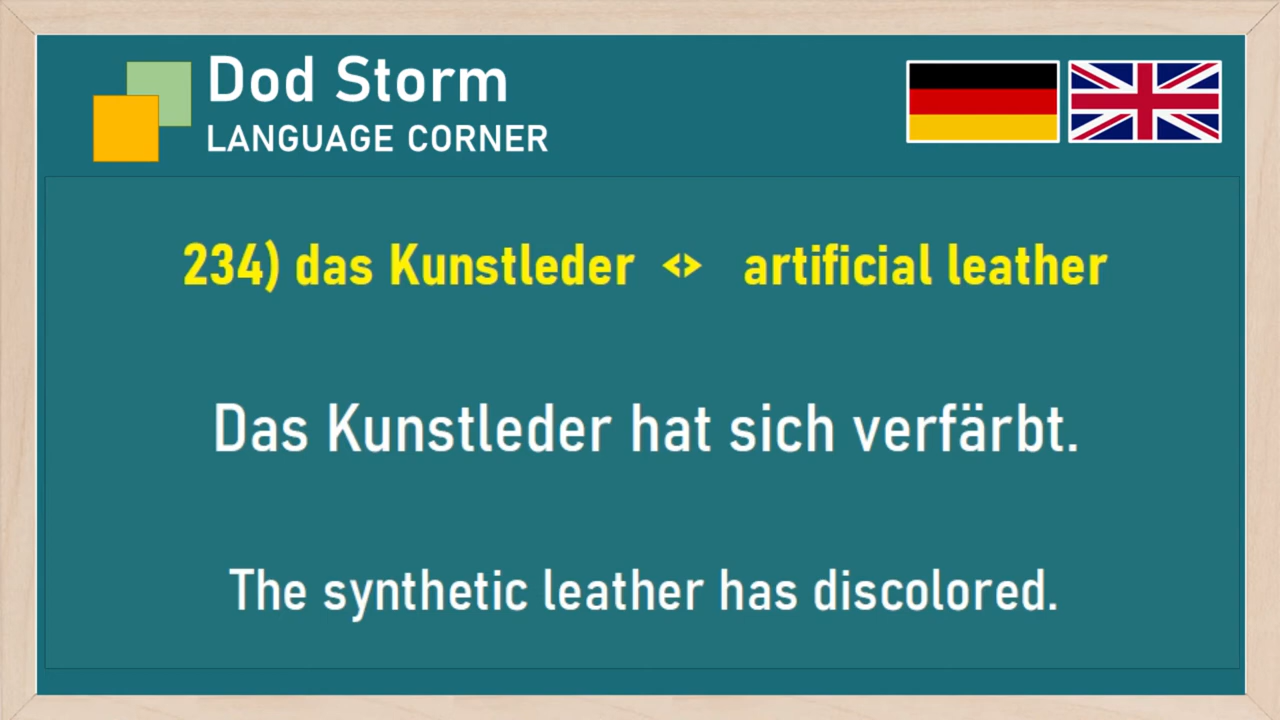 Dod Storm
LANGUAGE CORNER
234) das Kunstleder <> artificial leather
Das Kunstleder hat sich verfärbt.
The synthetic leather has discolored.